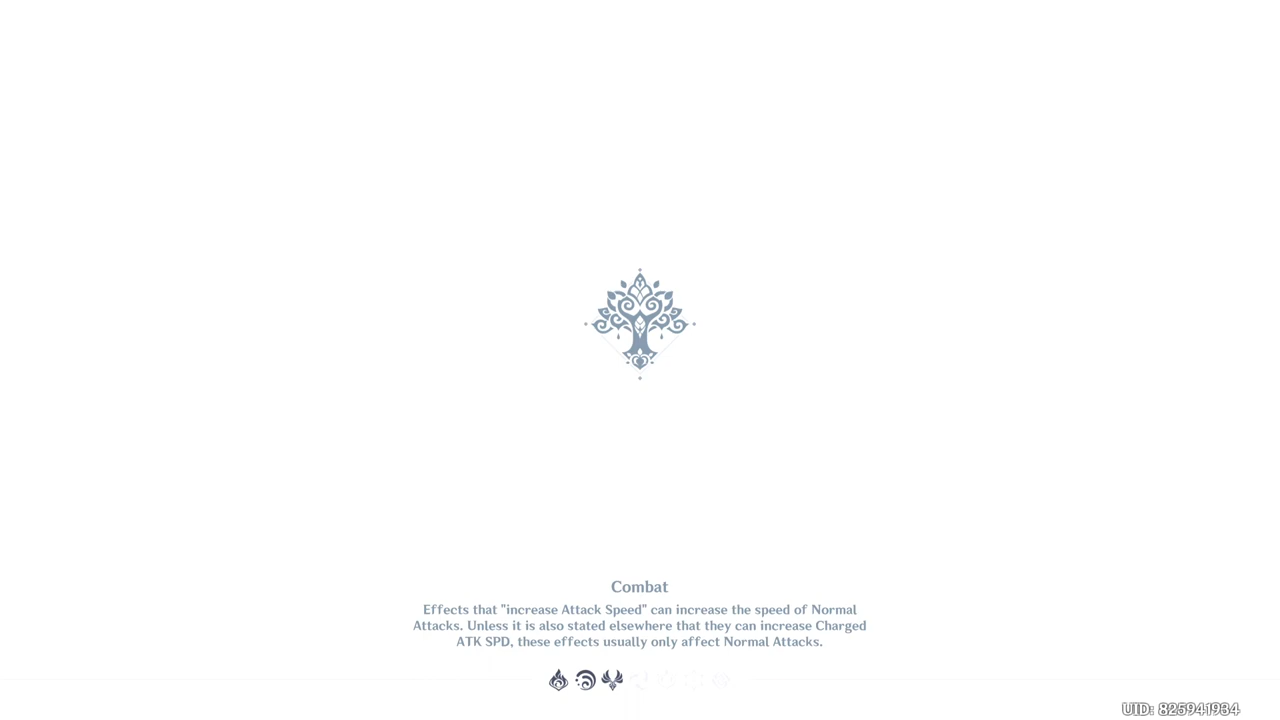 Combat
Effects that "increase Attack Speed" can increase the speed of Normal
Attacks. Unless it is also stated elsewhere that they can increase Charged
ATK SPD, these effects usually only affect Normal Attacks.
UID: 825941934